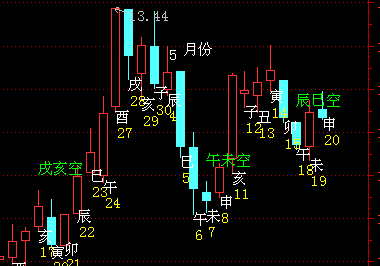 13.44
5 月份
戌 28
亥 29
子 30
辰 4
酉 27
戌亥空
巳 23
午 24
辰 22
亥 17
寅 20
卯 21
巳 5
午 6
未 7
申 8
午未空
亥 11
子 12
丑 13
寅
卯
辰巳空
午 18
未 19
申 20